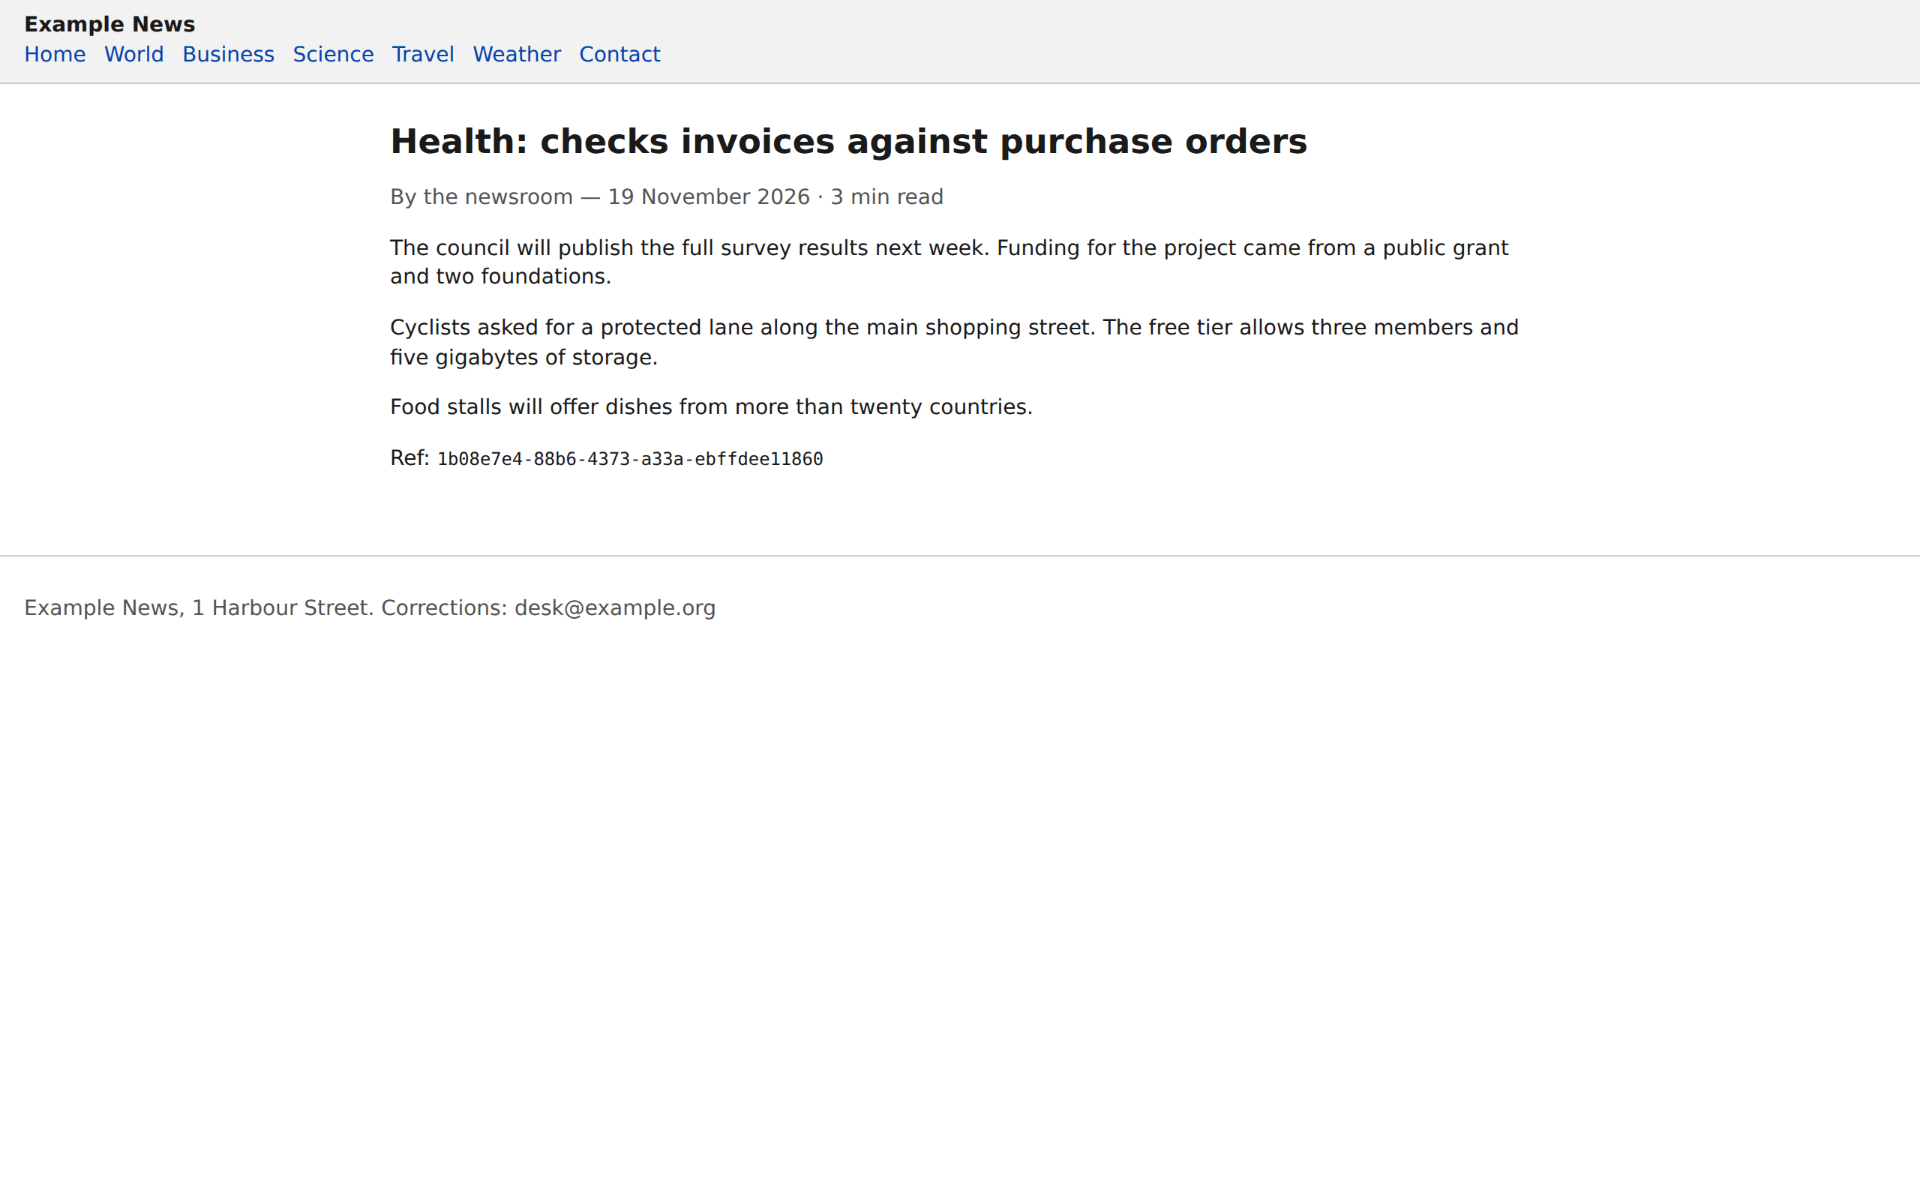 Example News
Home World Business Science Travel Weather Contact
Health: checks invoices against purchase orders
By the newsroom — 19 November 2026 · 3 min read
The council will publish the full survey results next week. Funding for the project came from a public grant
and two foundations.
Cyclists asked for a protected lane along the main shopping street. The free tier allows three members and
five gigabytes of storage.
Food stalls will offer dishes from more than twenty countries.
Ref: 1b08e7e4-88b6-4373-a33a-ebffdee11860
Example News, 1 Harbour Street. Corrections: desk@example.org